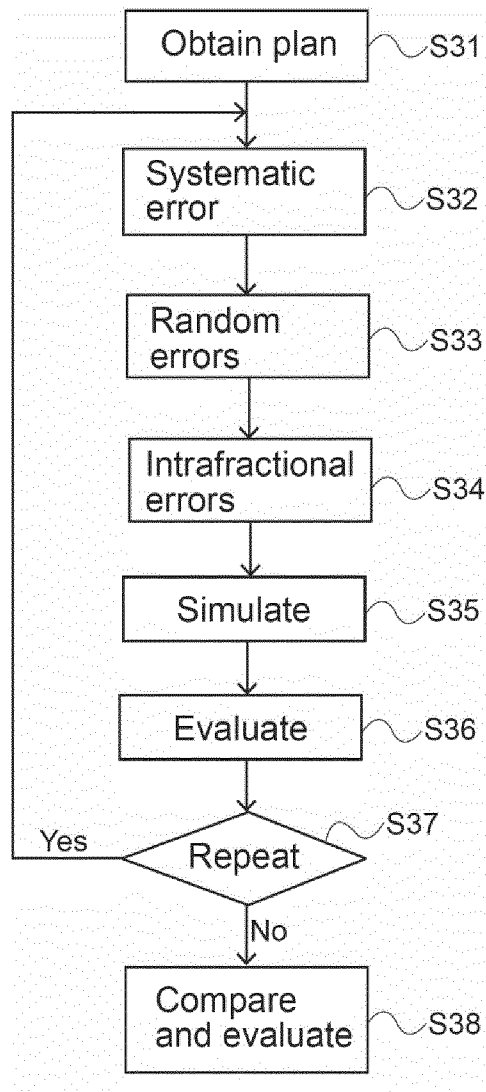 Obtain plan
S31
Systematic
error
S32
Random
errors
S33
Intrafractional
errors
S34
Simulate
S35
Evaluate
S36
S37
Yes
Repeat
No
Compare
and evaluate
S38